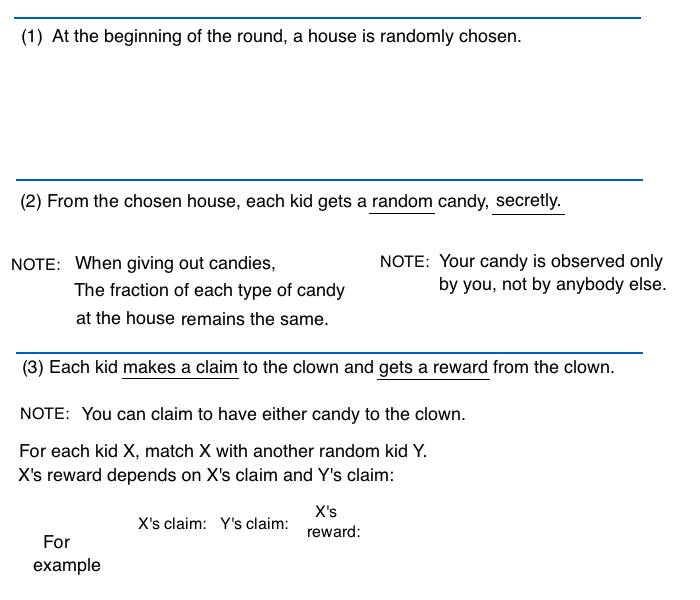 (1) At the beginning of the round, a house is randomly chosen.
(2) From the chosen house, each kid gets a random candy, secretly.
NOTE: When giving out candies,
The fraction of each type of candy
at the house remains the same.
NOTE: Your candy is observed only
by you, not by anybody else.
(3) Each kid makes a claim to the clown and gets a reward from the clown.
NOTE: You can claim to have either candy to the clown.
For each kid X, match X with another random kid Y.
X's reward depends on X's claim and Y's claim:
For
example
X's claim: Y's claim:
X's
reward: